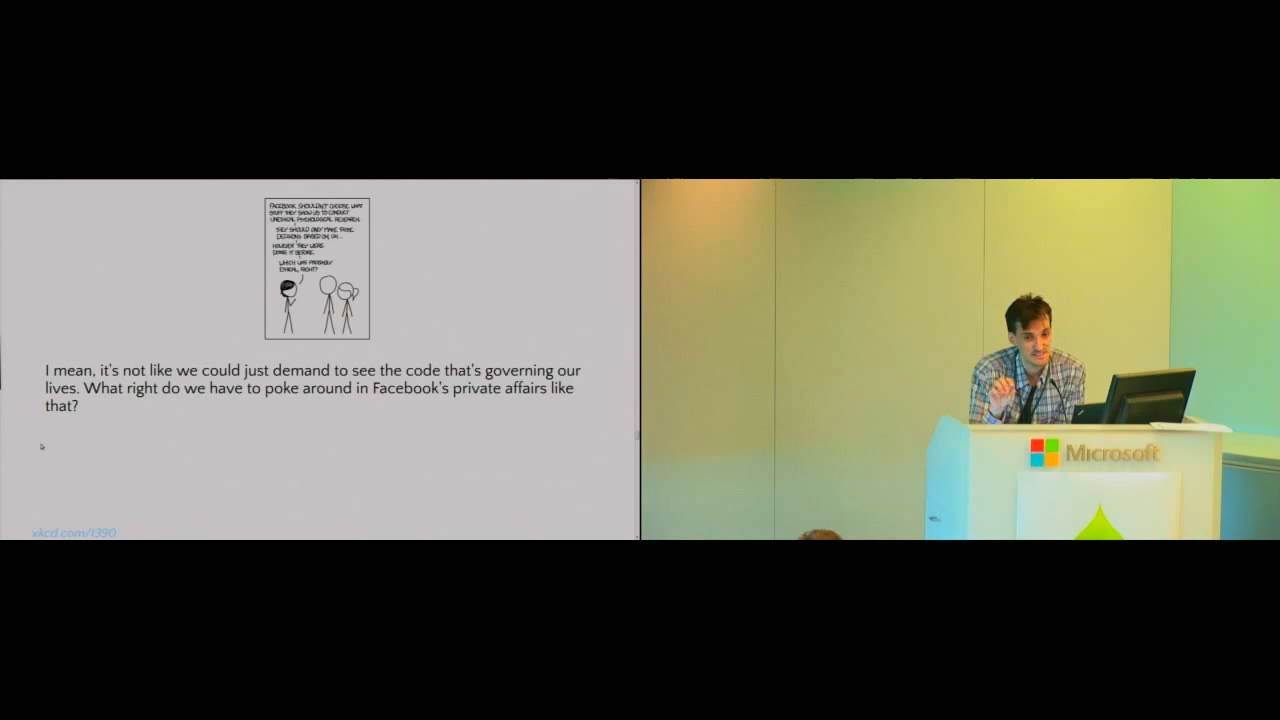 FACEBOOK SHOULDN'T CHOOSE WHAT
STUFF THEY SHOW US TO CONDUCT
UNETHICAL PSYCHOLOGICAL RESEARCH.
THEY SHOULD ONLY MAKE THOSE
DECISIONS BASED ON, UH...
HOWEVER THEY WERE
DOING IT BEFORE.
WHICH WAS PROBABLY
ETHICAL, RIGHT?
I mean, it's not like we could just demand to see the code that's governing our
lives. What right do we have to poke around in Facebook's private affairs like
that?
xkcd.com/1390
Microsoft